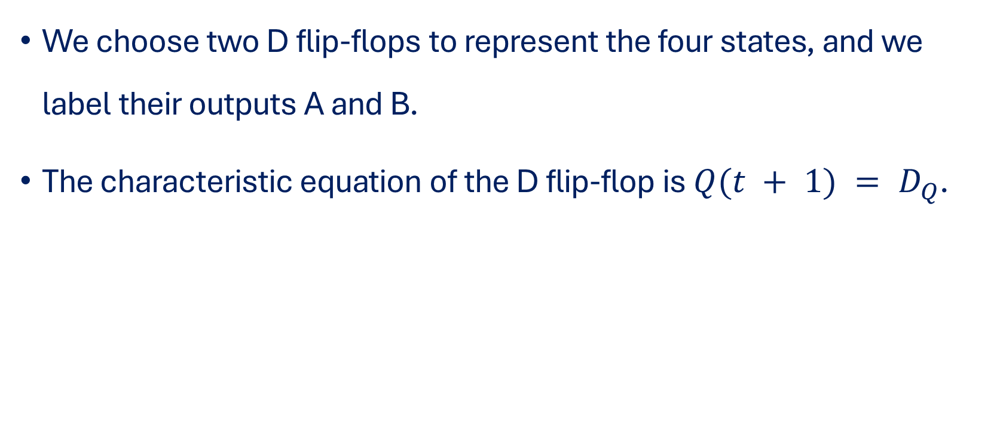 • We choose two D flip-flops to represent the four states, and we
label their outputs A and B.
• The characteristic equation of the D flip-flop is Q(t + 1) = D_Q.